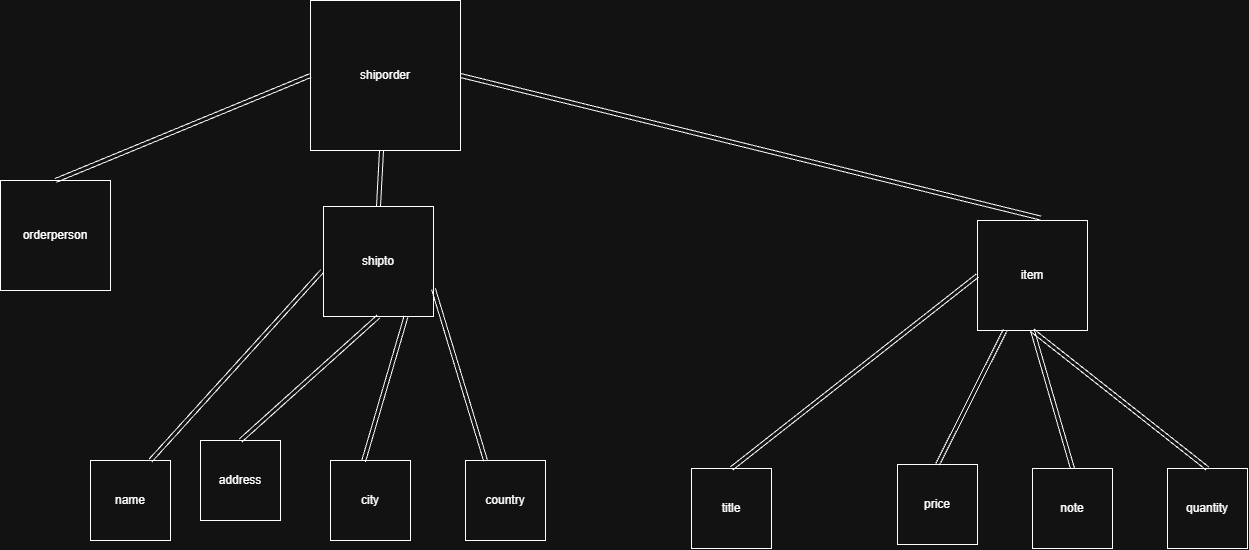 shiporder
orderperson
shipto
item
name
address
city
country
title
price
note
quantity